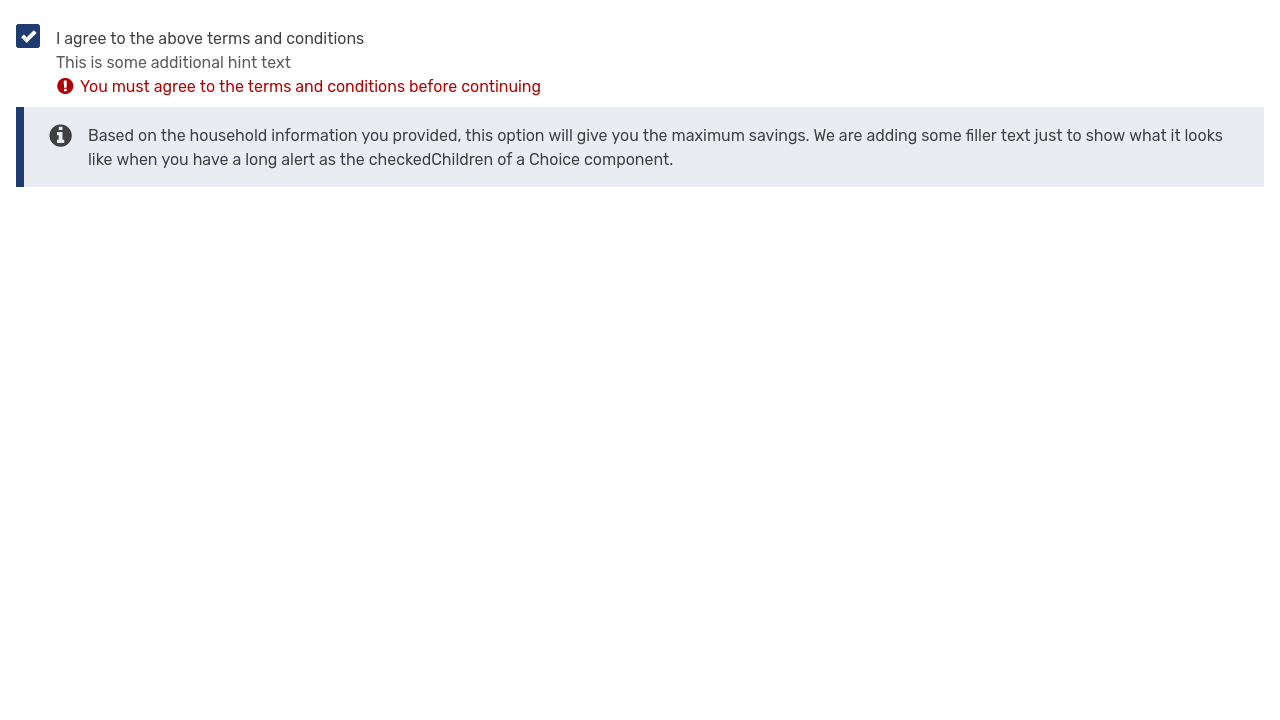 I agree to the above terms and conditions
This is some additional hint text
You must agree to the terms and conditions before continuing
Based on the household information you provided, this option will give you the maximum savings. We are adding some filler text just to show what it looks
like when you have a long alert as the checkedChildren of a Choice component.